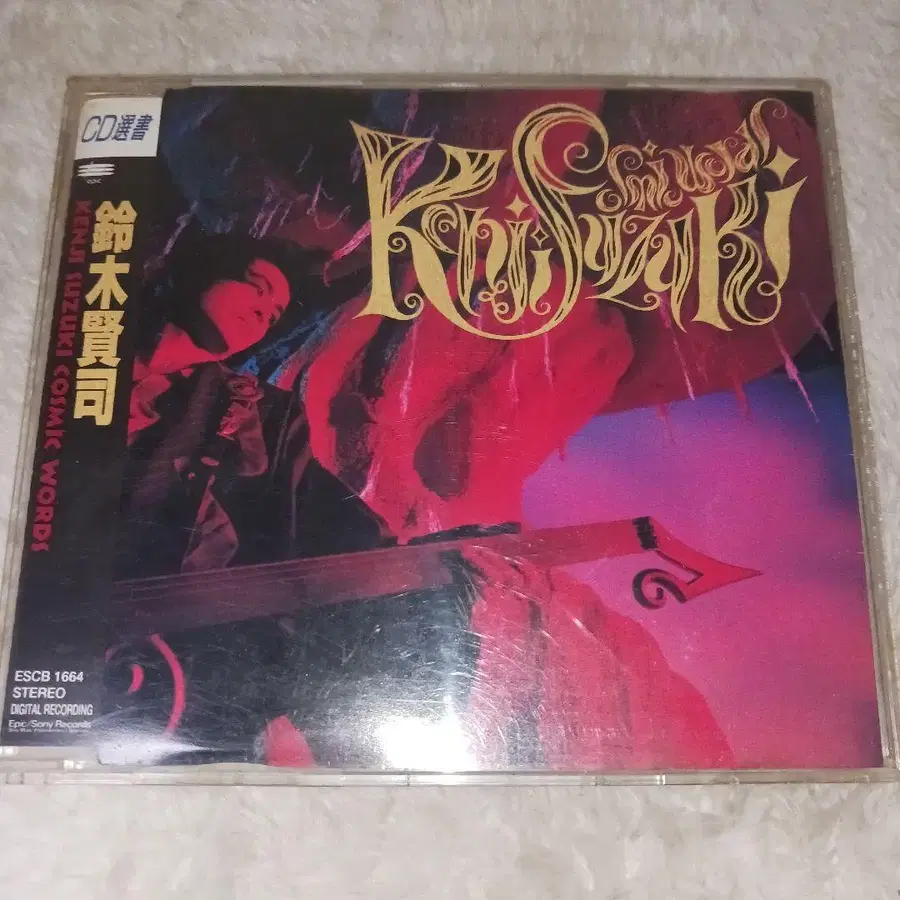 CD選書
epic
鈴木賢司
KENJI SUZUKI COSMIC WORDS
Kenji Suzuki
Cosmic Words
ESCB 1664
STEREO
DIGITAL RECORDING
Epic/Sony Records